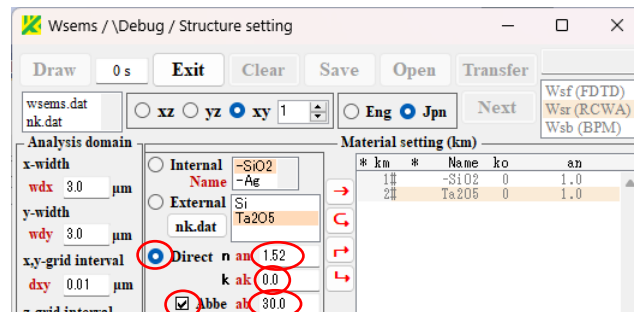 Wsems / \Debug / Structure setting
Draw 0 s Exit Clear Save Open Transfer
wsems.dat
nk.dat
xz yz xy 1 Eng Jpn Next
Wsf (FDTD)
Wsr (RCWA)
Wsb (BPM)
Analysis domain
x-width
wdx 3.0 μm
y-width
wdy 3.0 μm
x,y-grid interval
dxy 0.01 μm
z-grid interval
Internal -SiO2
Name -Ag
External Si
nk.dat Ta2O5
Direct n an 1.52
k ak 0.0
Abbe ab 30.0
Material setting (km)
* km * Name ko an
1# -SiO2 0 1.0
2# Ta2O5 0 1.0